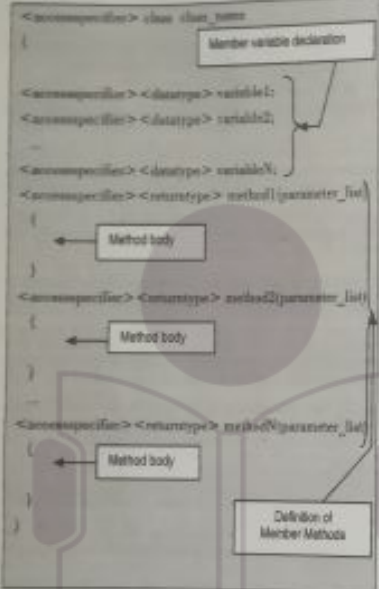 <accessspecifier> class class_name
{
Member variable declaration
<accessspecifier> <datatype> variable1;
<accessspecifier> <datatype> variable2;
...
<accessspecifier> <datatype> variableN;
<accessspecifier> <returntype> method1(parameter_list)
{
Method body
}
<accessspecifier> <returntype> method2(parameter_list)
{
Method body
}
...
<accessspecifier> <returntype> methodN(parameter_list)
{
Method body
}
Definition of
Member Methods
}